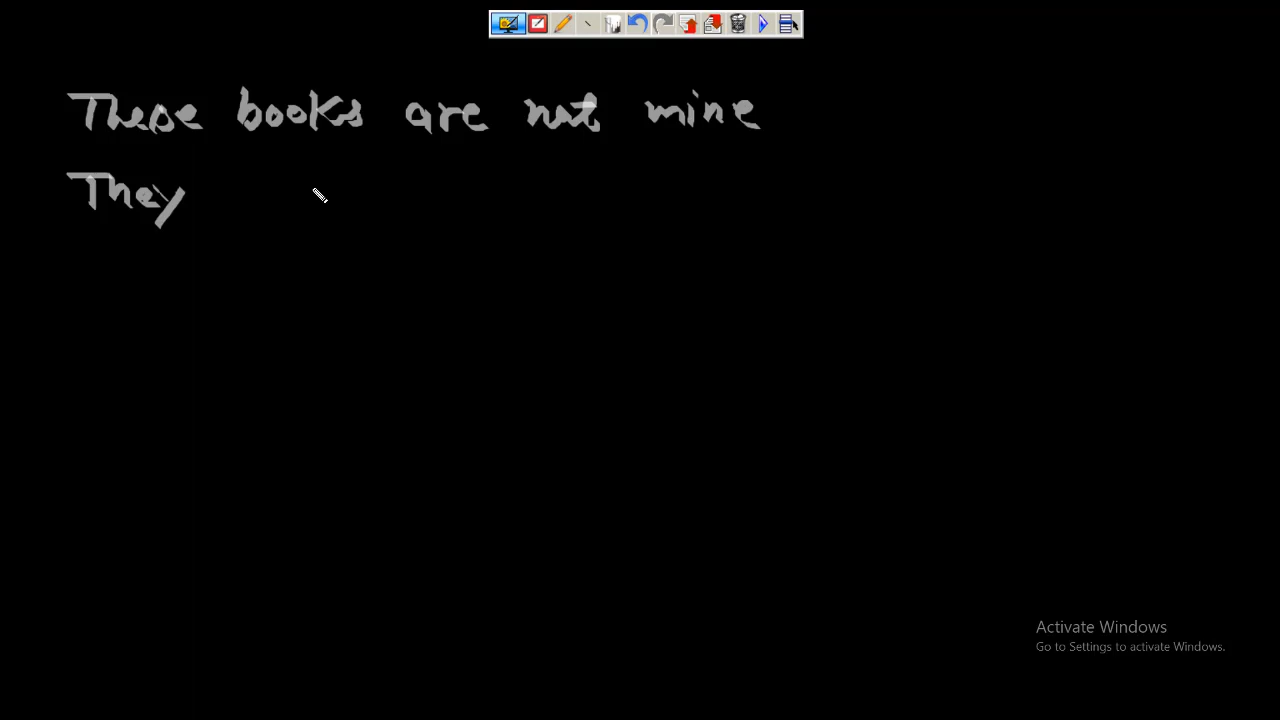 These books are not mine
They
Activate Windows
Go to Settings to activate Windows.